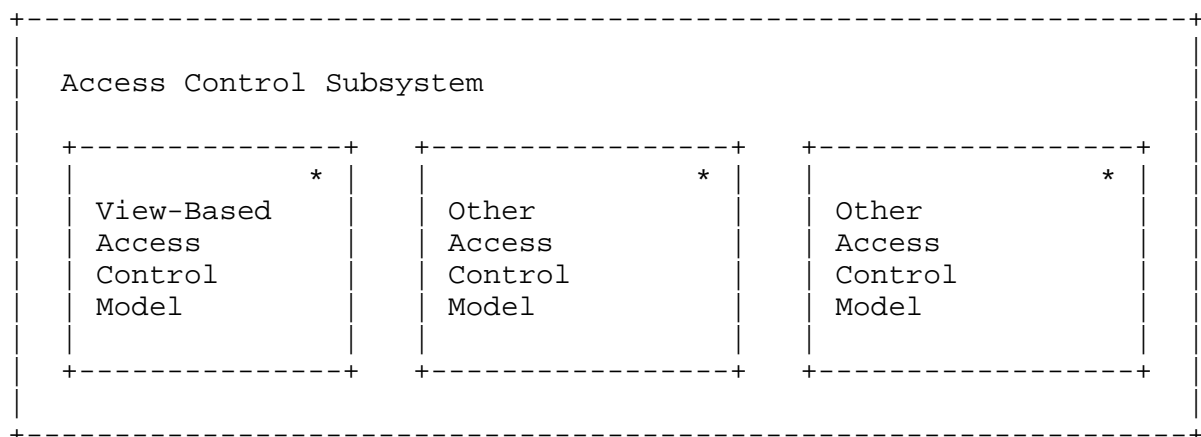 Access Control Subsystem
* * *
View-Based Other Other
Access Access Access
Control Control Control
Model Model Model